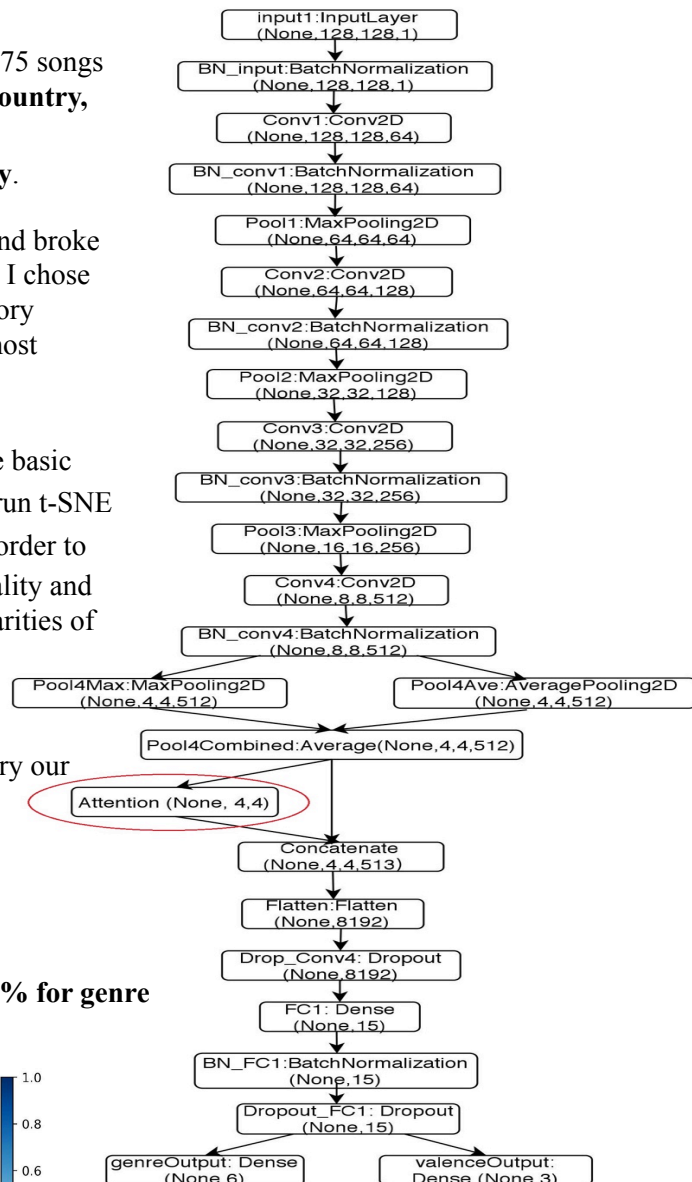 75 songs
ountry,
y.
nd broke
I chose
ory
nost
e basic
run t-SNE
order to
ality and
arities of
ry our
% for genre
1.0
0.8
0.6
input1:InputLayer
(None,128,128,1)
BN_input:BatchNormalization
(None,128,128,1)
Conv1:Conv2D
(None,128,128,64)
BN_conv1:BatchNormalization
(None,128,128,64)
Pool1:MaxPooling2D
(None,64,64,64)
Conv2:Conv2D
(None,64,64,128)
BN_conv2:BatchNormalization
(None,64,64,128)
Pool2:MaxPooling2D
(None,32,32,128)
Conv3:Conv2D
(None,32,32,256)
BN_conv3:BatchNormalization
(None,32,32,256)
Pool3:MaxPooling2D
(None,16,16,256)
Conv4:Conv2D
(None,8,8,512)
BN_conv4:BatchNormalization
(None,8,8,512)
Pool4Max:MaxPooling2D
(None,4,4,512)
Pool4Ave:AveragePooling2D
(None,4,4,512)
Pool4Combined:Average(None,4,4,512)
Attention (None, 4,4)
Concatenate
(None,4,4,513)
Flatten:Flatten
(None,8192)
Drop_Conv4: Dropout
(None,8192)
FC1: Dense
(None,15)
BN_FC1:BatchNormalization
(None,15)
Dropout_FC1: Dropout
(None,15)
genreOutput: Dense
(None,6)
valenceOutput:
Dense (None,3)